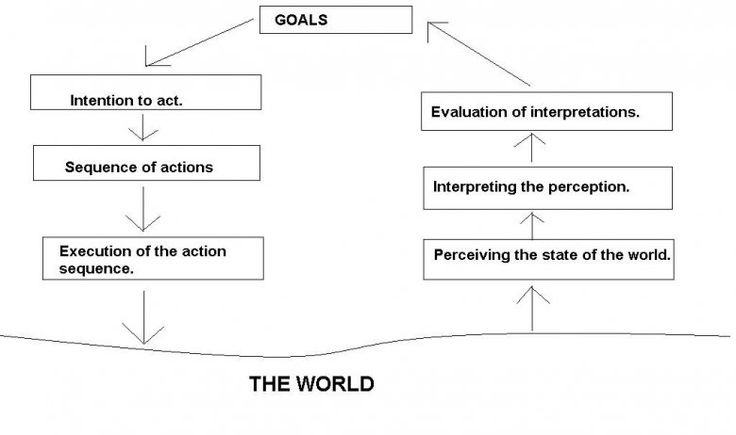 GOALS
Intention to act.
Sequence of actions
Execution of the action
sequence.
Evaluation of interpretations.
Interpreting the perception.
Perceiving the state of the world.
THE WORLD